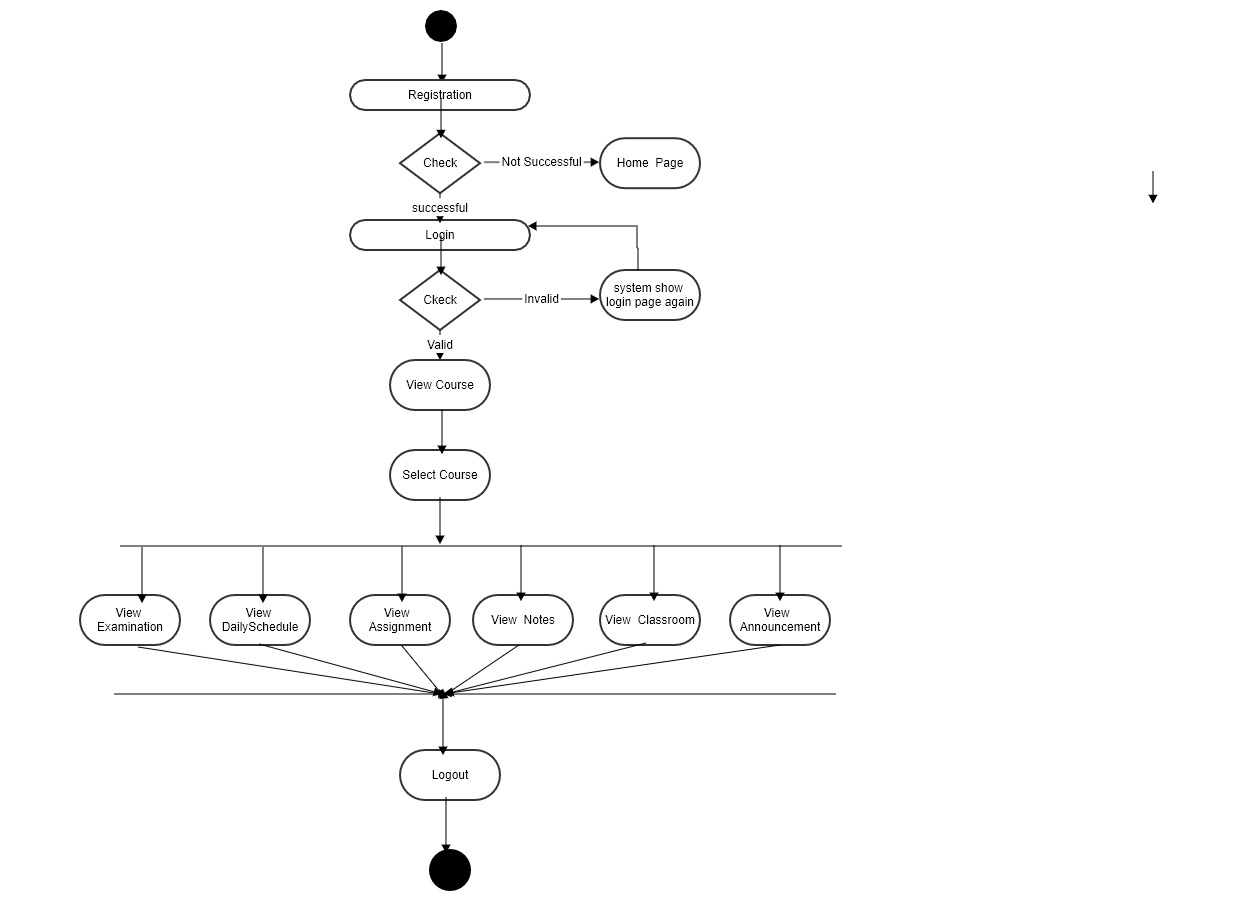 Registration
Check
Not Successful
Home  Page
successful
Login
Ckeck
Invalid
system show
login page again
Valid
View Course
Select Course
View
Examination
View
DailySchedule
View
Assignment
View  Notes
View  Classroom
View
Announcement
Logout